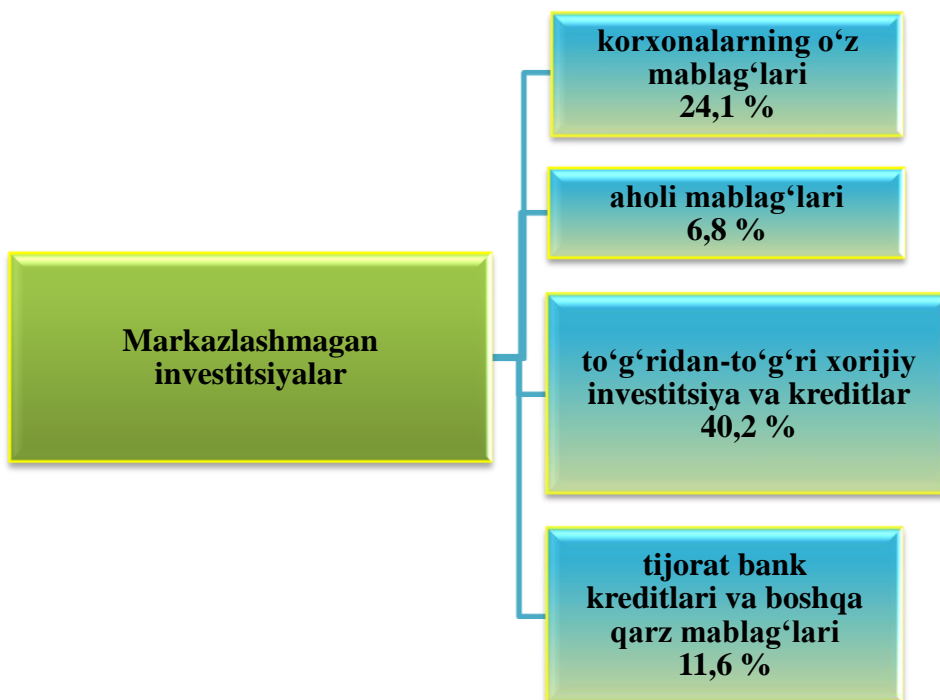 korxonalarning o‘z
mablag‘lari
24,1 %
aholi mablag‘lari
6,8 %
Markazlashmagan
investitsiyalar
to‘g‘ridan-to‘g‘ri xorijiy
investitsiya va kreditlar
40,2 %
tijorat bank
kreditlari va boshqa
qarz mablag‘lari
11,6 %